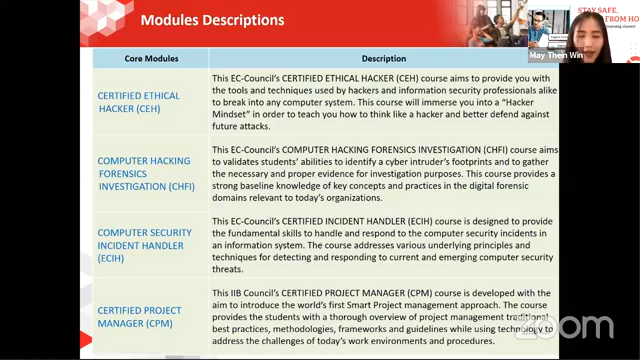 Modules Descriptions
STAY SAFE,
FROM HO
May Thein Win
Core Modules
Description
CERTIFIED ETHICAL
HACKER (CEH)
This EC-Council's CERTIFIED ETHICAL HACKER (CEH) course aims to provide you with
the tools and techniques used by hackers and information security professionals alike
to break into any computer system. This course will immerse you into a "Hacker
Mindset" in order to teach you how to think like a hacker and better defend against
future attacks.
COMPUTER HACKING
FORENSICS
INVESTIGATION (CHFI)
This EC-Council's COMPUTER HACKING FORENSICS INVESTIGATION (CHFI) course aims
to validates students' abilities to identify a cyber intruder's footprints and to gather
the necessary and proper evidence for investigation purposes. This course provides a
strong baseline knowledge of key concepts and practices in the digital forensic
domains relevant to today's organizations.
COMPUTER SECURITY
INCIDENT HANDLER
(ECIH)
This EC-Council's CERTIFIED INCIDENT HANDLER (ECIH) course is designed to provide
the fundamental skills to handle and respond to the computer security incidents in
an information system. The course addresses various underlying principles and
techniques for detecting and responding to current and emerging computer security
threats.
CERTIFIED PROJECT
MANAGER (CPM)
This IIB Council's CERTIFIED PROJECT MANAGER (CPM) course is developed with the
aim to introduce the world's first Smart Project management approach. The course
provides the students with a thorough overview of project management traditional
best practices, methodologies, frameworks and guidelines while using technology to
address the challenges of today's work environments and procedures.
zoom